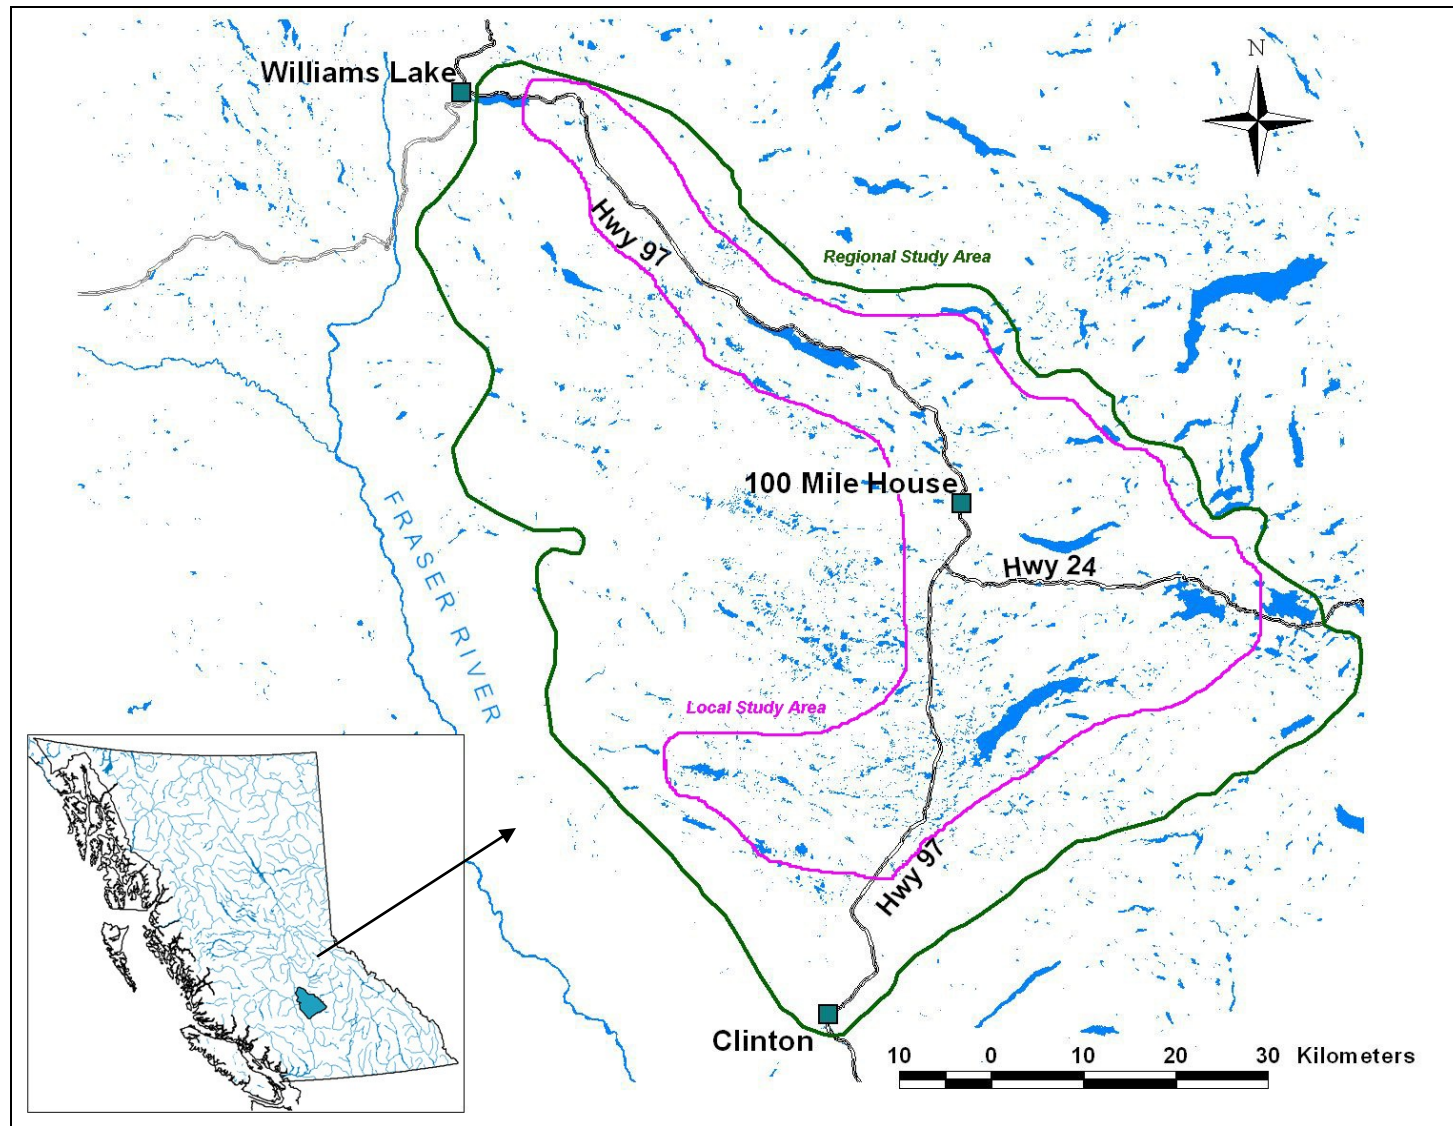 N
Williams Lake
Hwy 97
Regional Study Area
100 Mile House
FRASER RIVER
Hwy 24
Local Study Area
Hwy 97
Clinton
10 0 10 20 30 Kilometers